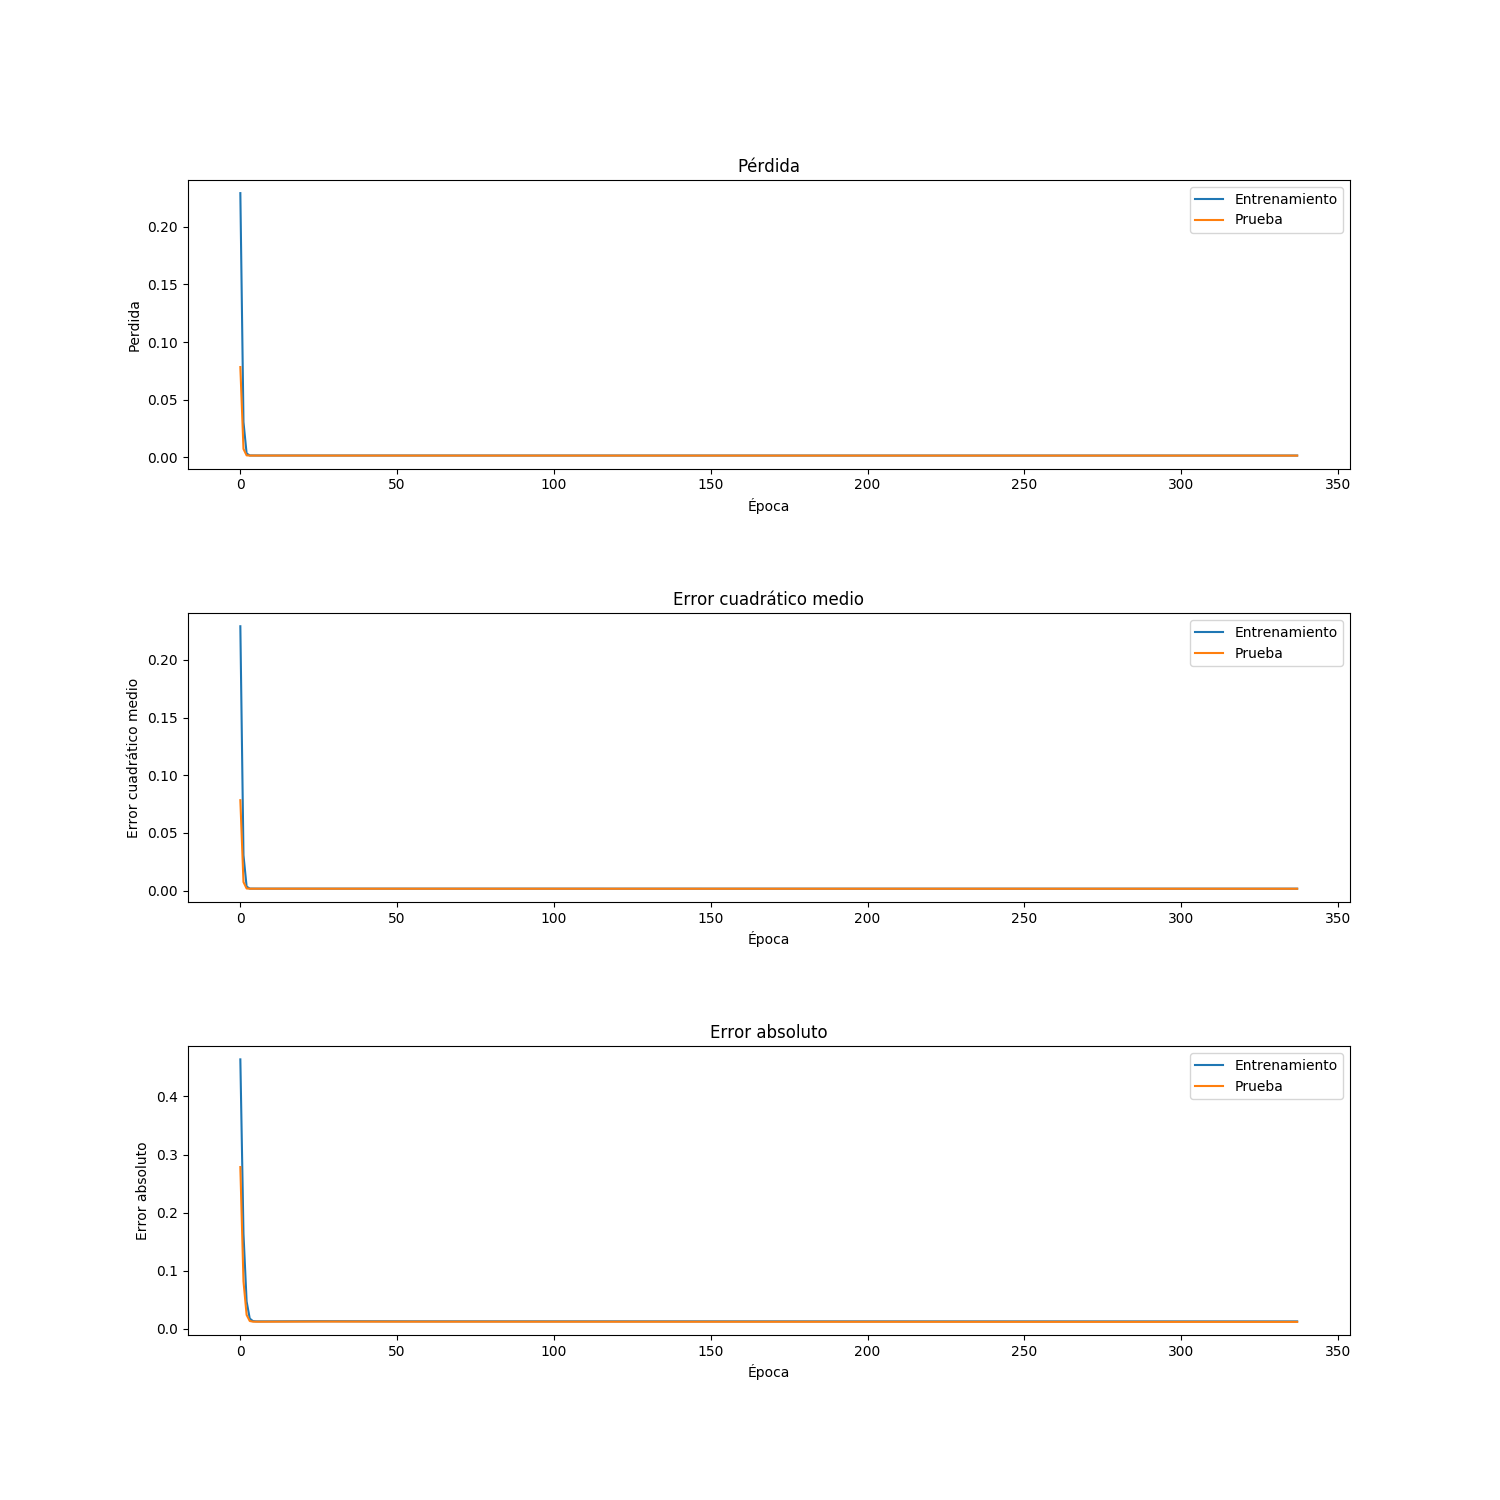 Pérdida
Entrenamiento
Prueba
0.20
0.15
0.10
0.05
0.00
Perdida
0 50 100 150 200 250 300 350
Época
Error cuadrático medio
Entrenamiento
Prueba
0.20
0.15
0.10
0.05
0.00
Error cuadrático medio
0 50 100 150 200 250 300 350
Época
Error absoluto
Entrenamiento
Prueba
0.4
0.3
0.2
0.1
0.0
Error absoluto
0 50 100 150 200 250 300 350
Época